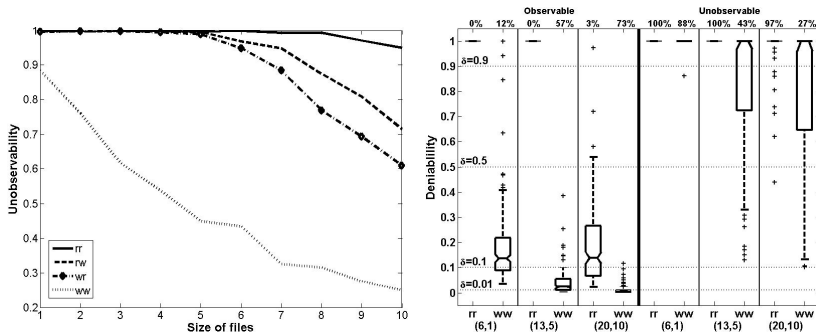 1
0.9
0.8
0.7
0.6
0.5
0.4
0.3
0.2
Unobservability
rr
rw
wr
ww
1 2 3 4 5 6 7 8 9 10
Size of files
Observable Unobservable
0% 12% 0% 57% 3% 73% 100% 88% 100% 43% 97% 27%
1
0.9
0.8
0.7
0.6
0.5
0.4
0.3
0.2
0.1
0
Deniablility
δ=0.9
δ=0.5
δ=0.1
δ=0.01
rr ww rr ww rr ww rr ww rr ww rr ww
(6,1) (13,5) (20,10) (6,1) (13,5) (20,10)